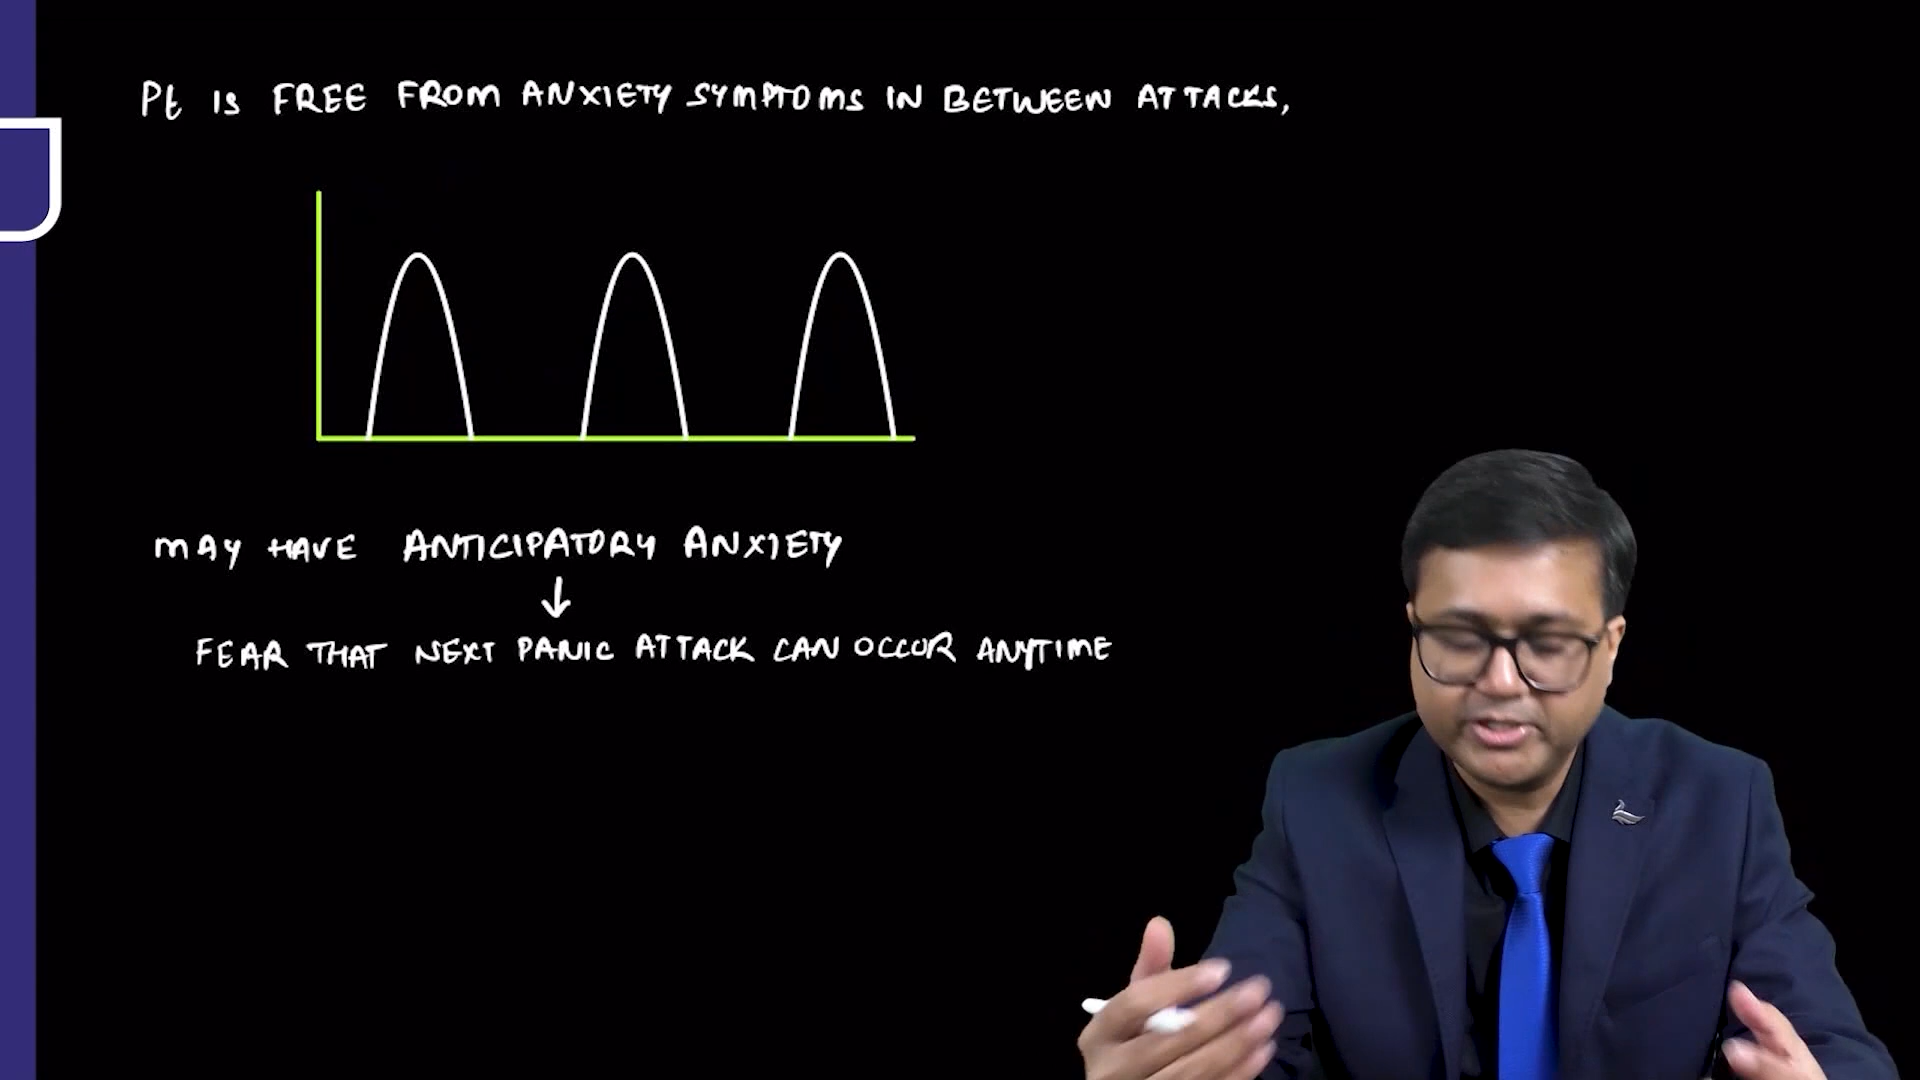 Pt IS FREE FROM ANXIETY SYMPTOMS IN BETWEEN ATTACKS,
MAY HAVE ANTICIPATORY ANXIETY
↓
FEAR THAT NEXT PANIC ATTACK CAN OCCUR ANYTIME